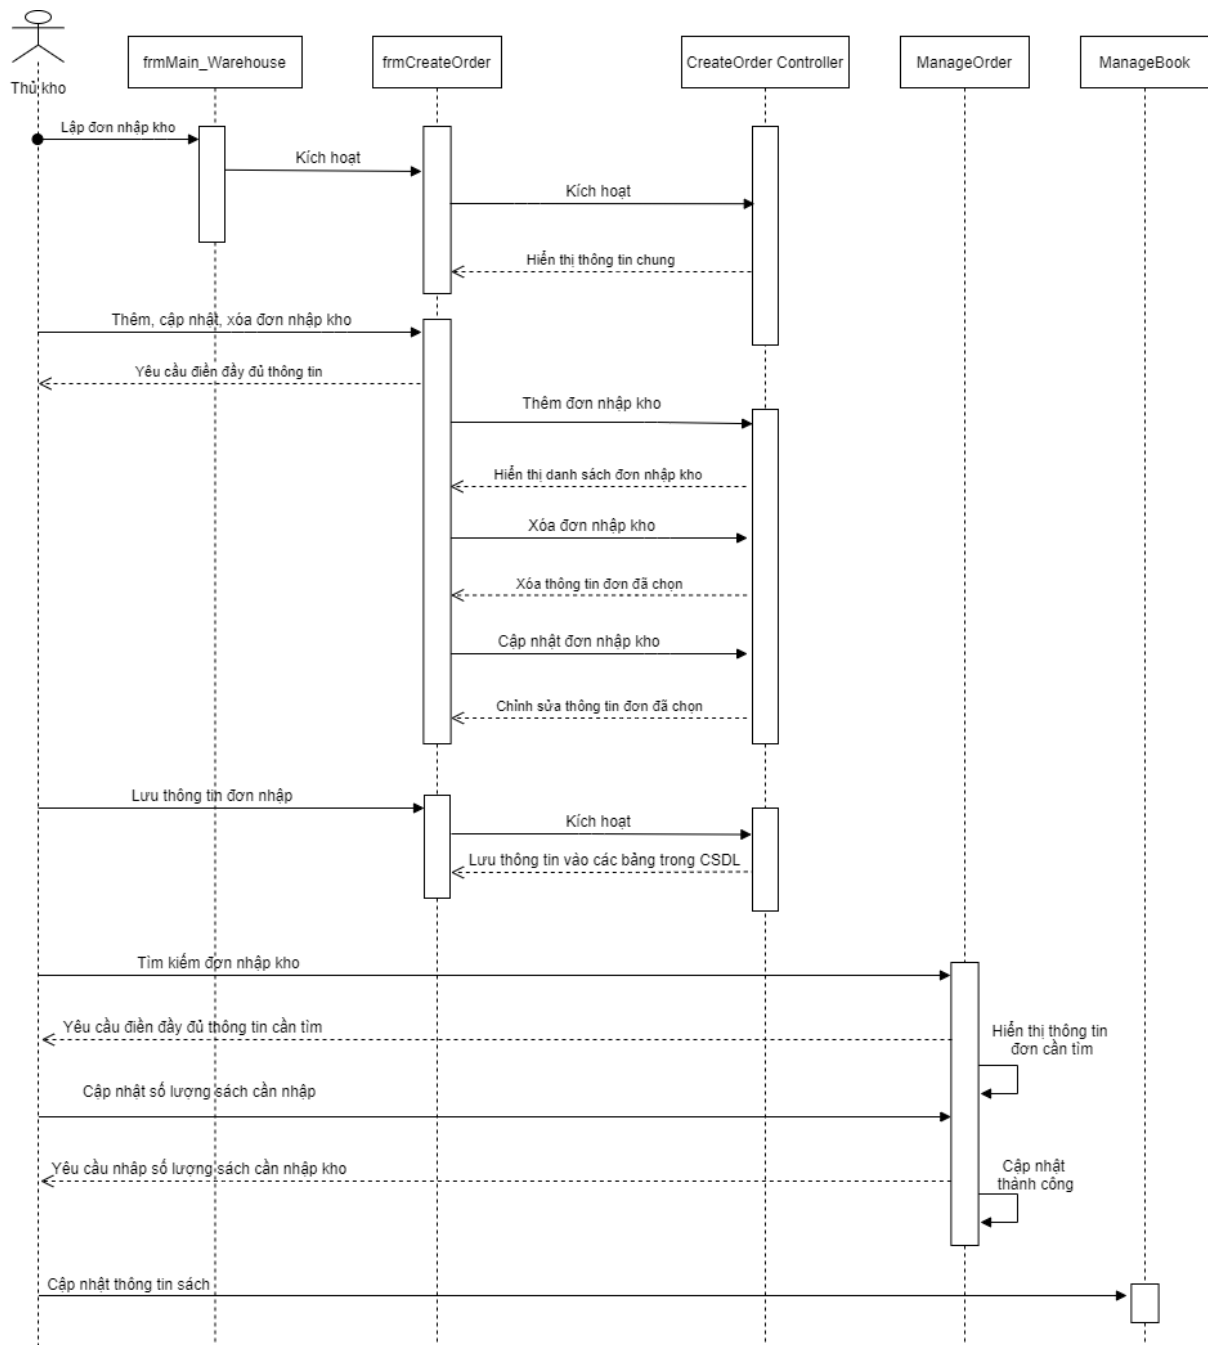 frmMain_Warehouse
frmCreateOrder
CreateOrder Controller
ManageOrder
ManageBook
Thủ kho
Lập đơn nhập kho
Kích hoạt
Kích hoạt
Hiển thị thông tin chung
Thêm, cập nhật, xóa đơn nhập kho
Yêu cầu điền đầy đủ thông tin
Thêm đơn nhập kho
Hiển thị danh sách đơn nhập kho
Xóa đơn nhập kho
Xóa thông tin đơn đã chọn
Cập nhật đơn nhập kho
Chỉnh sửa thông tin đơn đã chọn
Lưu thông tin đơn nhập
Kích hoạt
Lưu thông tin vào các bảng trong CSDL
Tìm kiếm đơn nhập kho
Yêu cầu điền đầy đủ thông tin cần tìm
Hiển thị thông tin
đơn cần tìm
Cập nhật số lượng sách cần nhập
Yêu cầu nhâp số lượng sách cần nhập kho
Cập nhật
thành công
Cập nhật thông tin sách